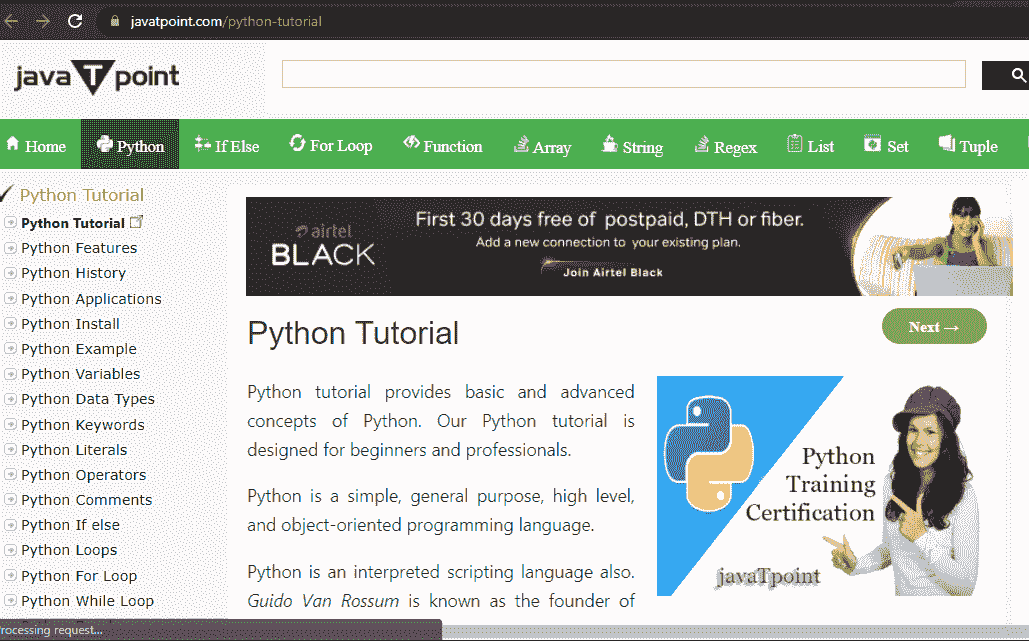 javatpoint.com/python-tutorial
java T point
Home Python If Else For Loop Function Array String Regex List Set Tuple
Python Tutorial
Python Tutorial
Python Features
Python History
Python Applications
Python Install
Python Example
Python Variables
Python Data Types
Python Keywords
Python Literals
Python Operators
Python Comments
Python If else
Python Loops
Python For Loop
Python While Loop
airtel
BLACK
First 30 days free of postpaid, DTH or fiber.
Add a new connection to your existing plan.
Join Airtel Black
Python Tutorial
Next →
Python tutorial provides basic and advanced
concepts of Python. Our Python tutorial is
designed for beginners and professionals.
Python is a simple, general purpose, high level,
and object-oriented programming language.
Python is an interpreted scripting language also.
Guido Van Rossum is known as the founder of
Python
Training
Certification
javaTpoint
rocessing request...